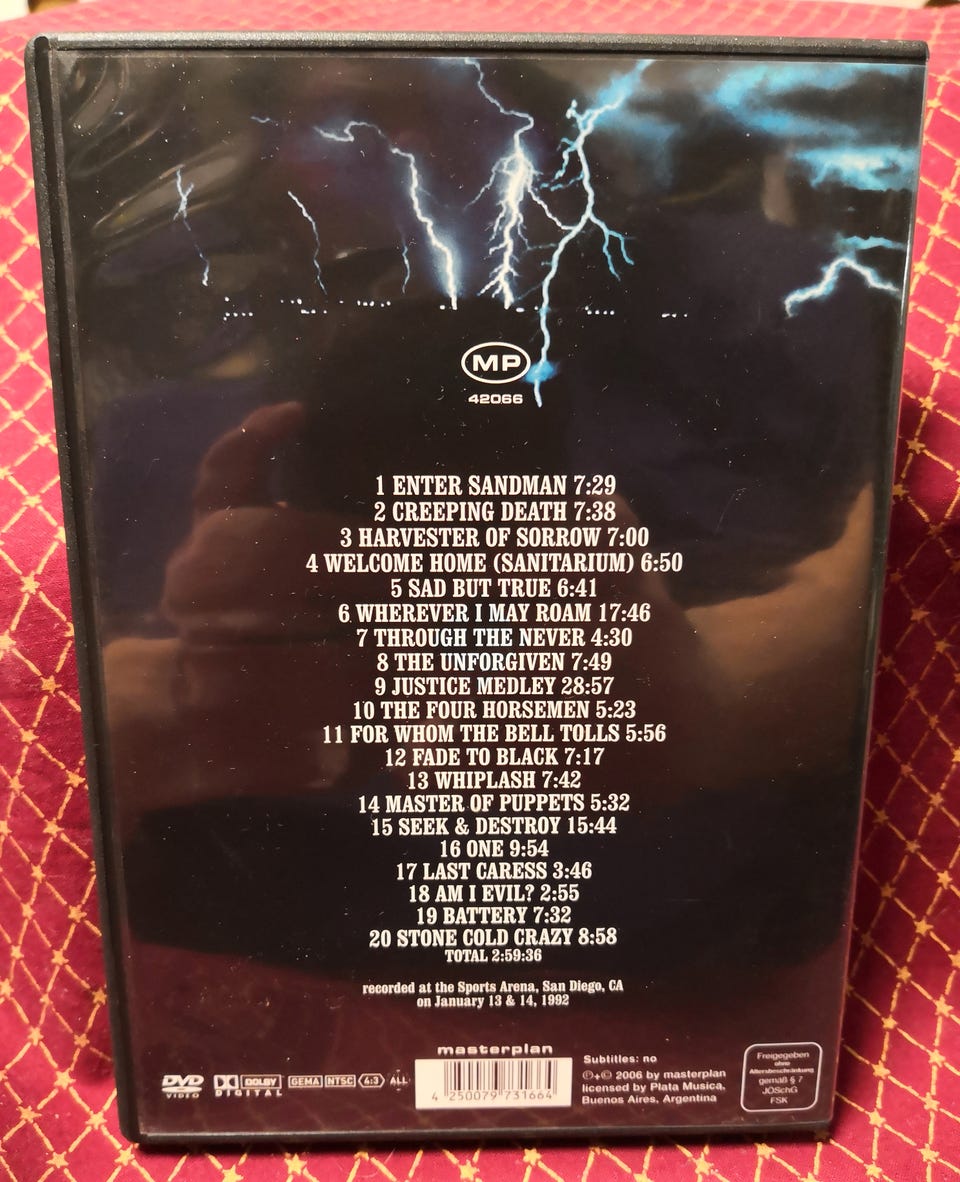 MP
42066
1 ENTER SANDMAN 7:29
2 CREEPING DEATH 7:38
3 HARVESTER OF SORROW 7:00
4 WELCOME HOME (SANITARIUM) 6:50
5 SAD BUT TRUE 6:41
6 WHEREVER I MAY ROAM 17:46
7 THROUGH THE NEVER 4:30
8 THE UNFORGIVEN 7:49
9 JUSTICE MEDLEY 28:57
10 THE FOUR HORSEMEN 5:23
11 FOR WHOM THE BELL TOLLS 5:56
12 FADE TO BLACK 7:17
13 WHIPLASH 7:42
14 MASTER OF PUPPETS 5:32
15 SEEK & DESTROY 15:44
16 ONE 9:54
17 LAST CARESS 3:46
18 AM I EVIL? 2:55
19 BATTERY 7:32
20 STONE COLD CRAZY 8:58
TOTAL 2:59:36
recorded at the Sports Arena, San Diego, CA
on January 13 & 14, 1992
masterplan
DVD
VIDEO
DOLBY
DIGITAL
GEMA NTSC 4:3 ALL
4 250079 731664
Subtitles: no
℗+© 2006 by masterplan
licensed by Plata Musica,
Buenos Aires, Argentina
Freigegeben
ohne
Altersbeschränkung
gemäß § 7
JÖSchG
FSK